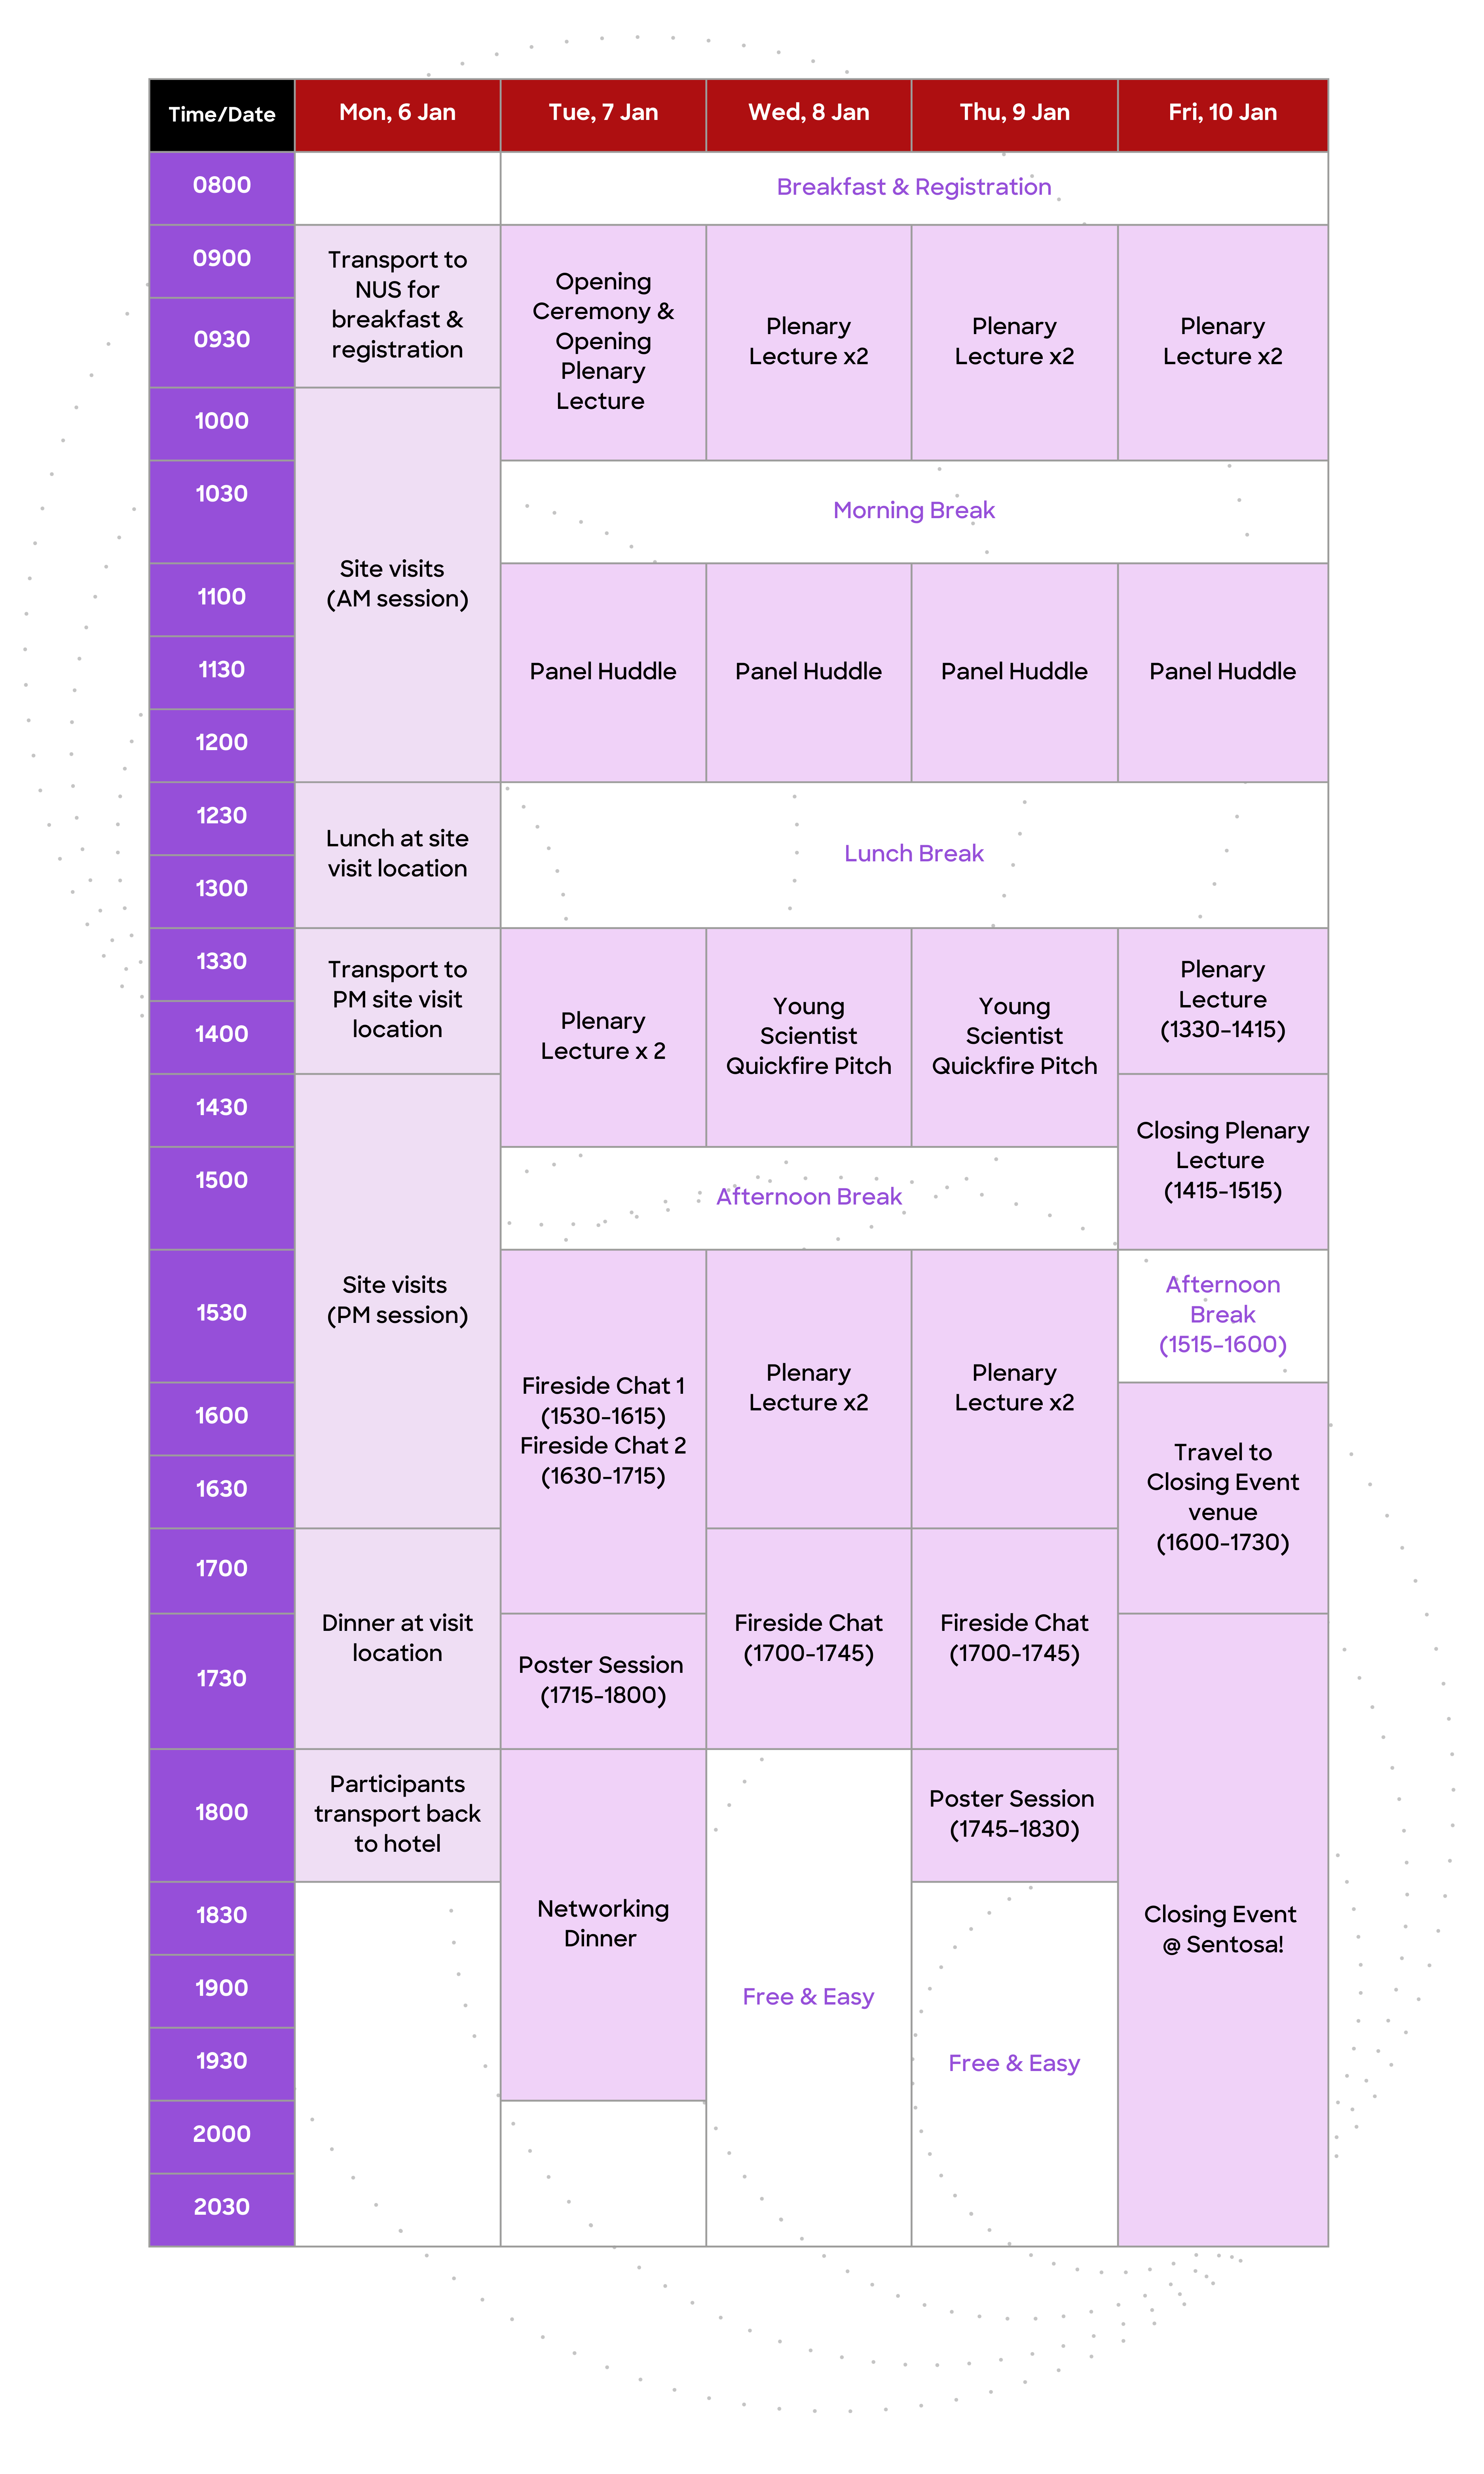 Time/Date
Mon, 6 Jan
Tue, 7 Jan
Wed, 8 Jan
Thu, 9 Jan
Fri, 10 Jan
0800
Breakfast & Registration
0900
Transport to
NUS for
breakfast &
registration
Opening
Ceremony &
Opening
Plenary
Lecture
Plenary
Lecture x2
Plenary
Lecture x2
Plenary
Lecture x2
0930
1000
Site visits
(AM session)
1030
Morning Break
1100
Panel Huddle
Panel Huddle
Panel Huddle
Panel Huddle
1130
1200
1230
Lunch at site
visit location
Lunch Break
1300
1330
Transport to
PM site visit
location
Plenary
Lecture x 2
Young
Scientist
Quickfire Pitch
Young
Scientist
Quickfire Pitch
Plenary
Lecture
(1330-1415)
1400
1430
Site visits
(PM session)
Closing Plenary
Lecture
(1415-1515)
1500
Afternoon Break
1530
Fireside Chat 1
(1530-1615)
Fireside Chat 2
(1630-1715)
Plenary
Lecture x2
Plenary
Lecture x2
Afternoon
Break
(1515-1600)
1600
Travel to
Closing Event
venue
(1600-1730)
1630
1700
Dinner at visit
location
Fireside Chat
(1700-1745)
Fireside Chat
(1700-1745)
1730
Poster Session
(1715-1800)
Closing Event
@ Sentosa!
1800
Participants
transport back
to hotel
Networking
Dinner
Free & Easy
Poster Session
(1745-1830)
1830
Free & Easy
1900
1930
2000
2030